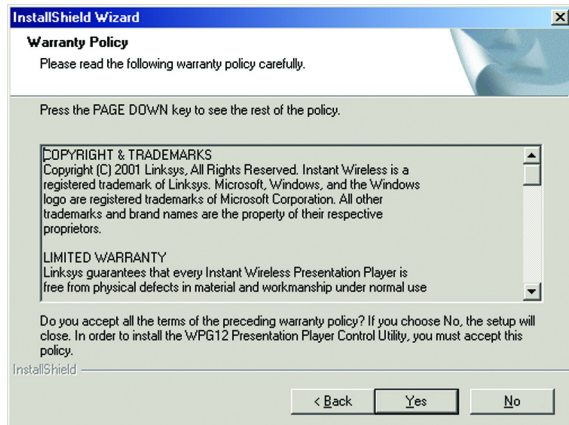 InstallShield Wizard
Warranty Policy
Please read the following warranty policy carefully.
Press the PAGE DOWN key to see the rest of the policy.
COPYRIGHT & TRADEMARKS
Copyright (C) 2001 Linksys, All Rights Reserved. Instant Wireless is a
registered trademark of Linksys. Microsoft, Windows, and the Windows
logo are registered trademarks of Microsoft Corporation. All other
trademarks and brand names are the property of their respective
proprietors.
LIMITED WARRANTY
Linksys guarantees that every Instant Wireless Presentation Player is
free from physical defects in material and workmanship under normal use
Do you accept all the terms of the preceding warranty policy? If you choose No, the setup will
close. In order to install the WPG12 Presentation Player Control Utility, you must accept this
policy.
InstallShield
< Back Yes No